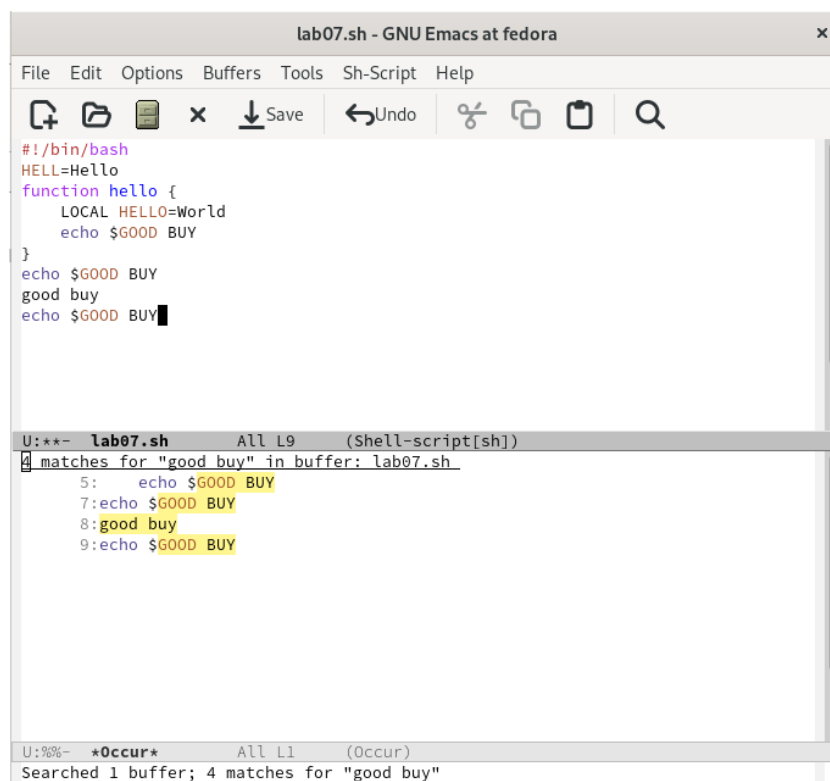 lab07.sh - GNU Emacs at fedora
File Edit Options Buffers Tools Sh-Script Help
Save Undo
#!/bin/bash
HELL=Hello
function hello {
    LOCAL HELLO=World
    echo $GOOD BUY
}
echo $GOOD BUY
good buy
echo $GOOD BUY
U:**-  lab07.sh       All L9     (Shell-script[sh])
4 matches for "good buy" in buffer: lab07.sh
      5:    echo $GOOD BUY
      7:echo $GOOD BUY
      8:good buy
      9:echo $GOOD BUY
U:%%-  *Occur*        All L1     (Occur)
Searched 1 buffer; 4 matches for "good buy"